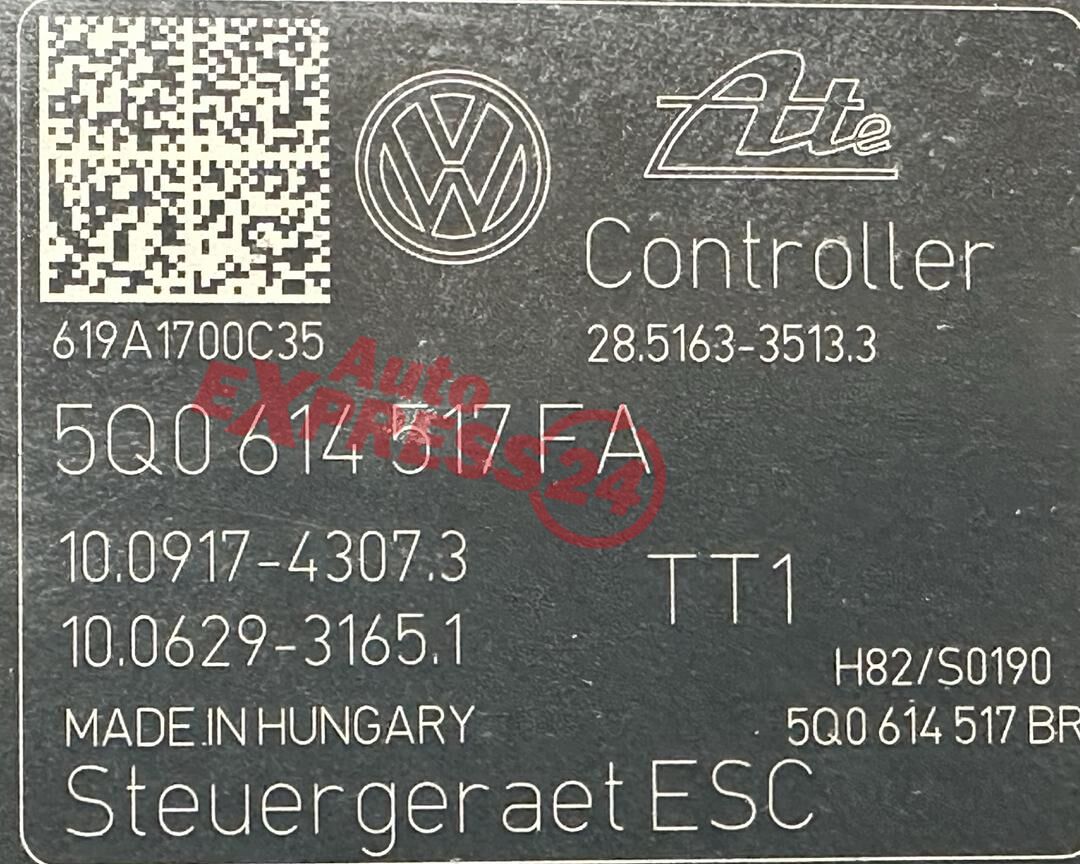 Ate
Controller
619A1700C35
28.5163-3513.3
Auto
EXPRESS24
5Q0 614 517 FA
10.0917-4307.3
TT1
10.0629-3165.1
H82/S0190
MADE IN HUNGARY
5Q0 614 517 BR
Steuergeraet ESC